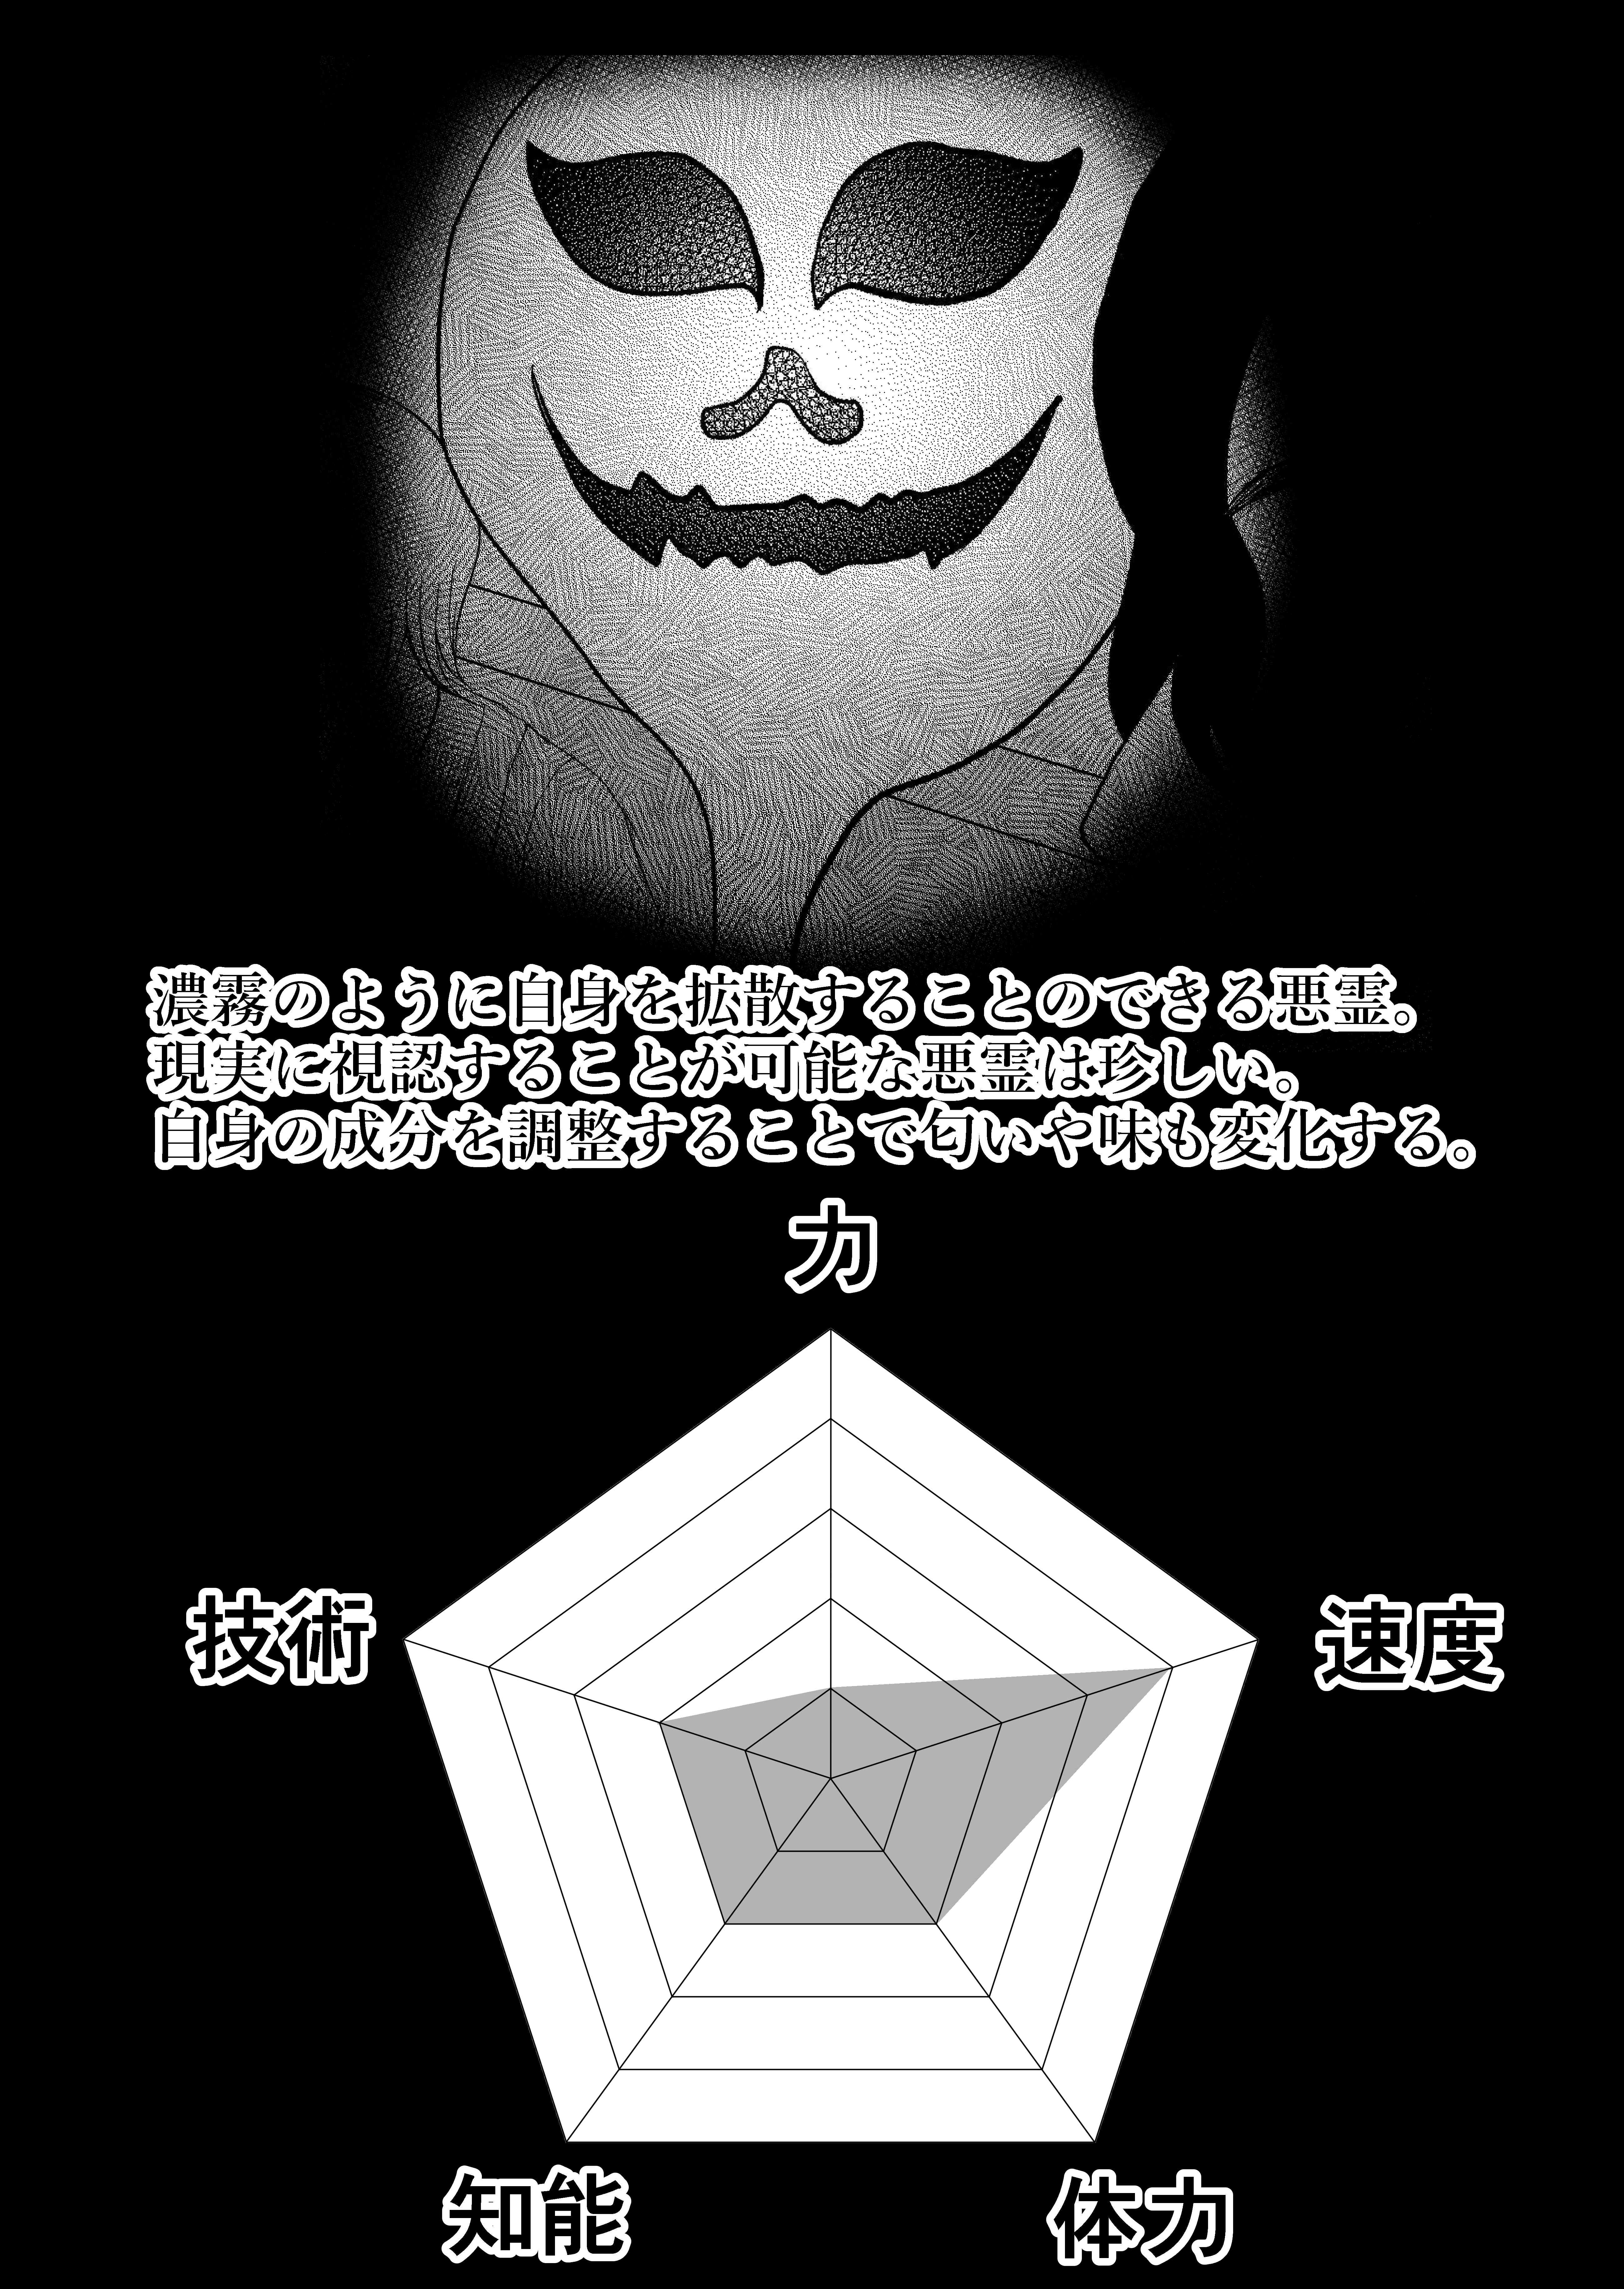 濃霧のように自身を拡散することのできる悪霊。
現実に視認することが可能な悪霊は珍しい。
自身の成分を調整することで匂いや味も変化する。
力
技術
速度
知能
体力